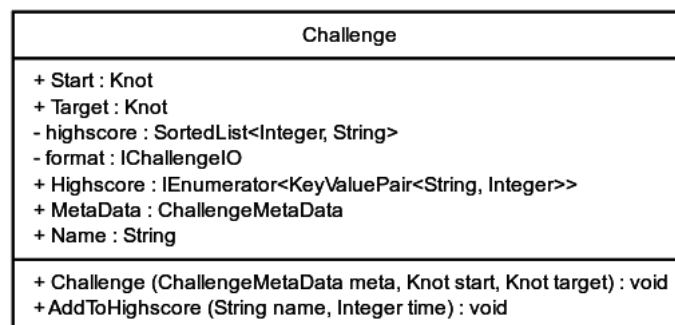 Challenge
+ Start : Knot
+ Target : Knot
- highscore : SortedList<Integer, String>
- format : IChallengeIO
+ Highscore : IEnumerator<KeyValuePair<String, Integer>>
+ MetaData : ChallengeMetaData
+ Name : String
+ Challenge (ChallengeMetaData meta, Knot start, Knot target) : void
+AddToHighscore (String name, Integer time) : void